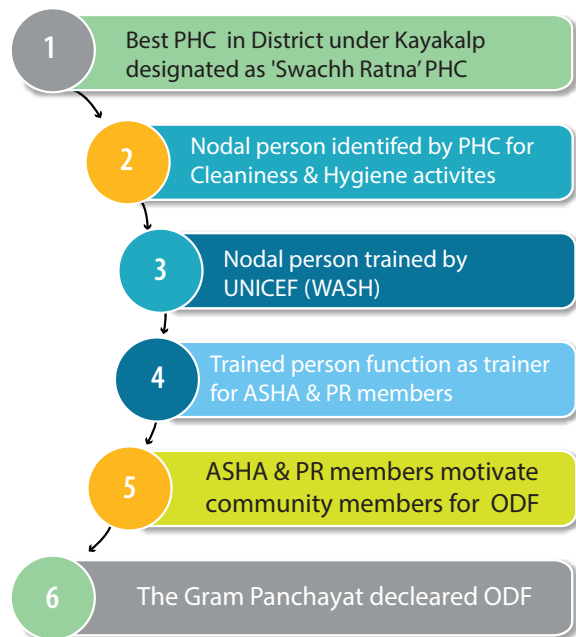 1
Best PHC in District under Kayakalp
designated as 'Swachh Ratna’ PHC
2
Nodal person identifed by PHC for
Cleaniness & Hygiene activites
3
Nodal person trained by
UNICEF (WASH)
4
Trained person function as trainer
for ASHA & PR members
5
ASHA & PR members motivate
community members for ODF
6
The Gram Panchayat decleared ODF